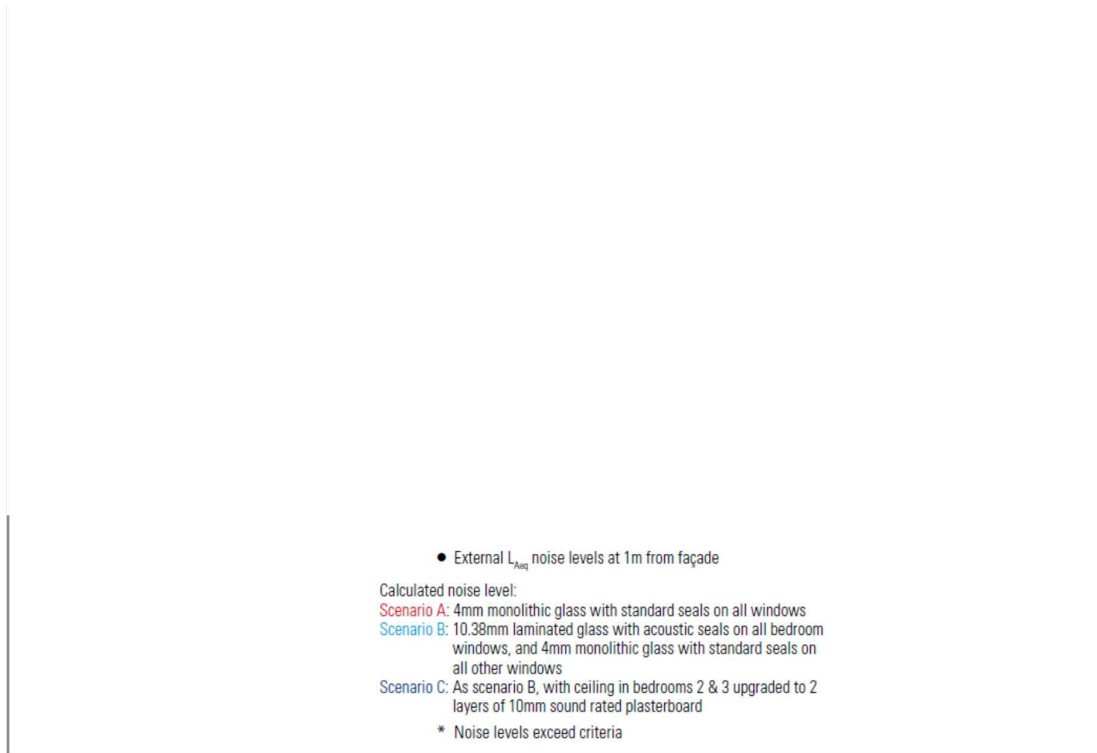 ● External LAeq noise levels at 1m from façade
Calculated noise level:
Scenario A: 4mm monolithic glass with standard seals on all windows
Scenario B: 10.38mm laminated glass with acoustic seals on all bedroom
windows, and 4mm monolithic glass with standard seals on
all other windows
Scenario C: As scenario B, with ceiling in bedrooms 2 & 3 upgraded to 2
layers of 10mm sound rated plasterboard
* Noise levels exceed criteria